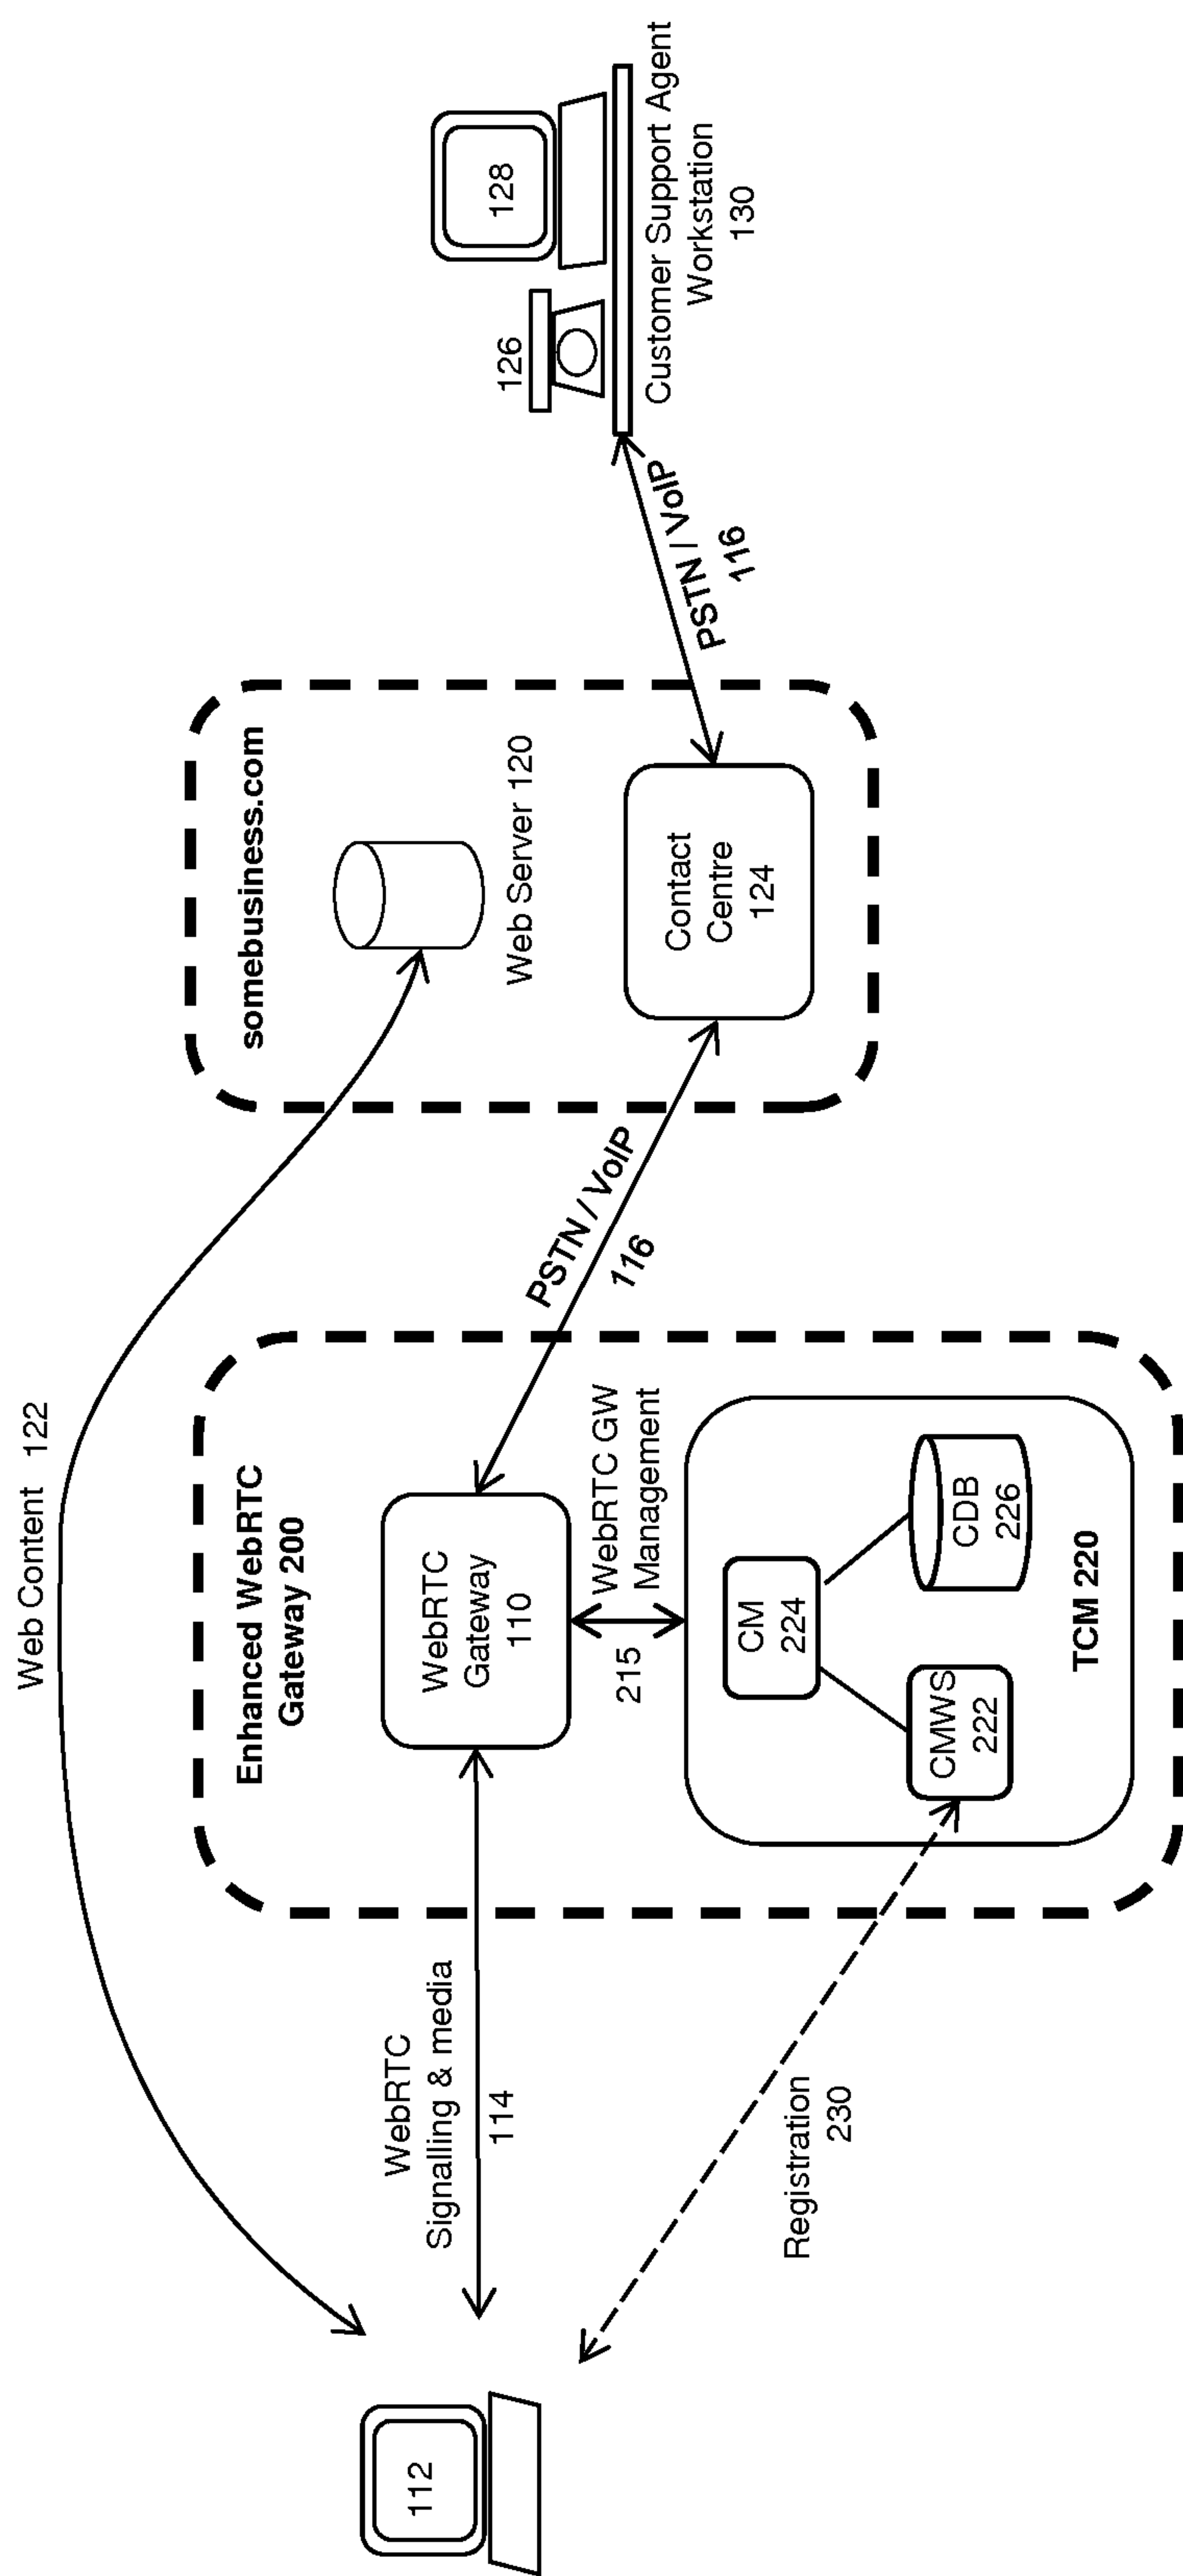 Web Content 122
Enhanced WebRTC
Gateway 200
somebusiness.com
112
WebRTC
Signalling & media
114
WebRTC
Gateway
110
PSTN / VoIP
116
Web Server 120
126
128
215
WebRTC GW
Management
Contact
Centre
124
PSTN / VoIP
116
Customer Support Agent
Workstation
130
Registration
230
CM
224
CMWS
222
CDB
226
TCM 220